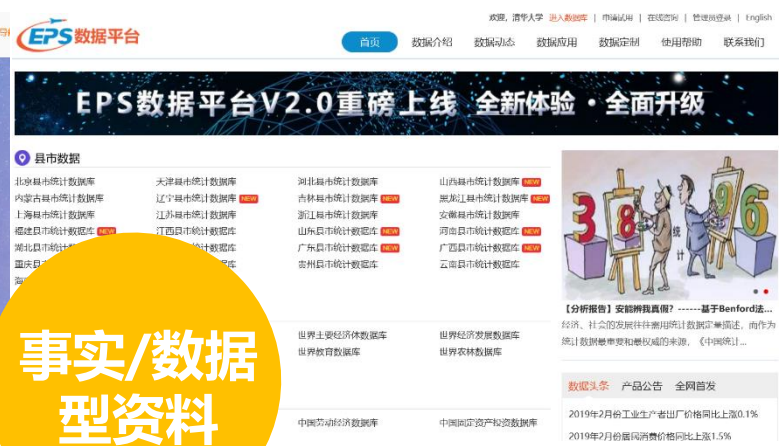 欢迎, 清华大学 进入数据库 | 申请试用 | 在线咨询 | 管理员登录 | English
EPS数据平台
首页 数据介绍 数据动态 数据应用 数据定制 使用帮助 联系我们
EPS数据平台V2.0重磅上线 全新体验·全面升级
县市数据
北京县市统计数据库 天津县市统计数据库 河北县市统计数据库 山西县市统计数据库 NEW
内蒙古县市统计数据库 辽宁县市统计数据库 NEW 吉林县市统计数据库 NEW 黑龙江县市统计数据库 NEW
上海县市统计数据库 江苏县市统计数据库 浙江县市统计数据库 安徽县市统计数据库
福建县市统计数据库 NEW 江西县市统计数据库 山东县市统计数据库 NEW 河南县市统计数据库 NEW
湖北县市统 计数据库 广东县市统计数据库 NEW 广西县市统计数据库 NEW
重庆县 库 贵州县市统计数据库 云南县市统计数据库
海
3 8 9 6
统
计
【分析报告】安能辨我真假? ------基于Benford法...
经济、社会的发展往往需用统计数据定量描述, 而作为
统计数据最重要和最权威的来源, 《中国统计...
世界主要经济体数据库 世界经济发展数据库
世界教育数据库 世界农林数据库
事实/数据
型资料
数据头条 产品公告 全网首发
2019年2月份工业生产者出厂价格同比上涨0.1%
2019年2月份居民消费价格同比上涨1.5%
中国劳动经济数据库 中国固定资产投资数据库